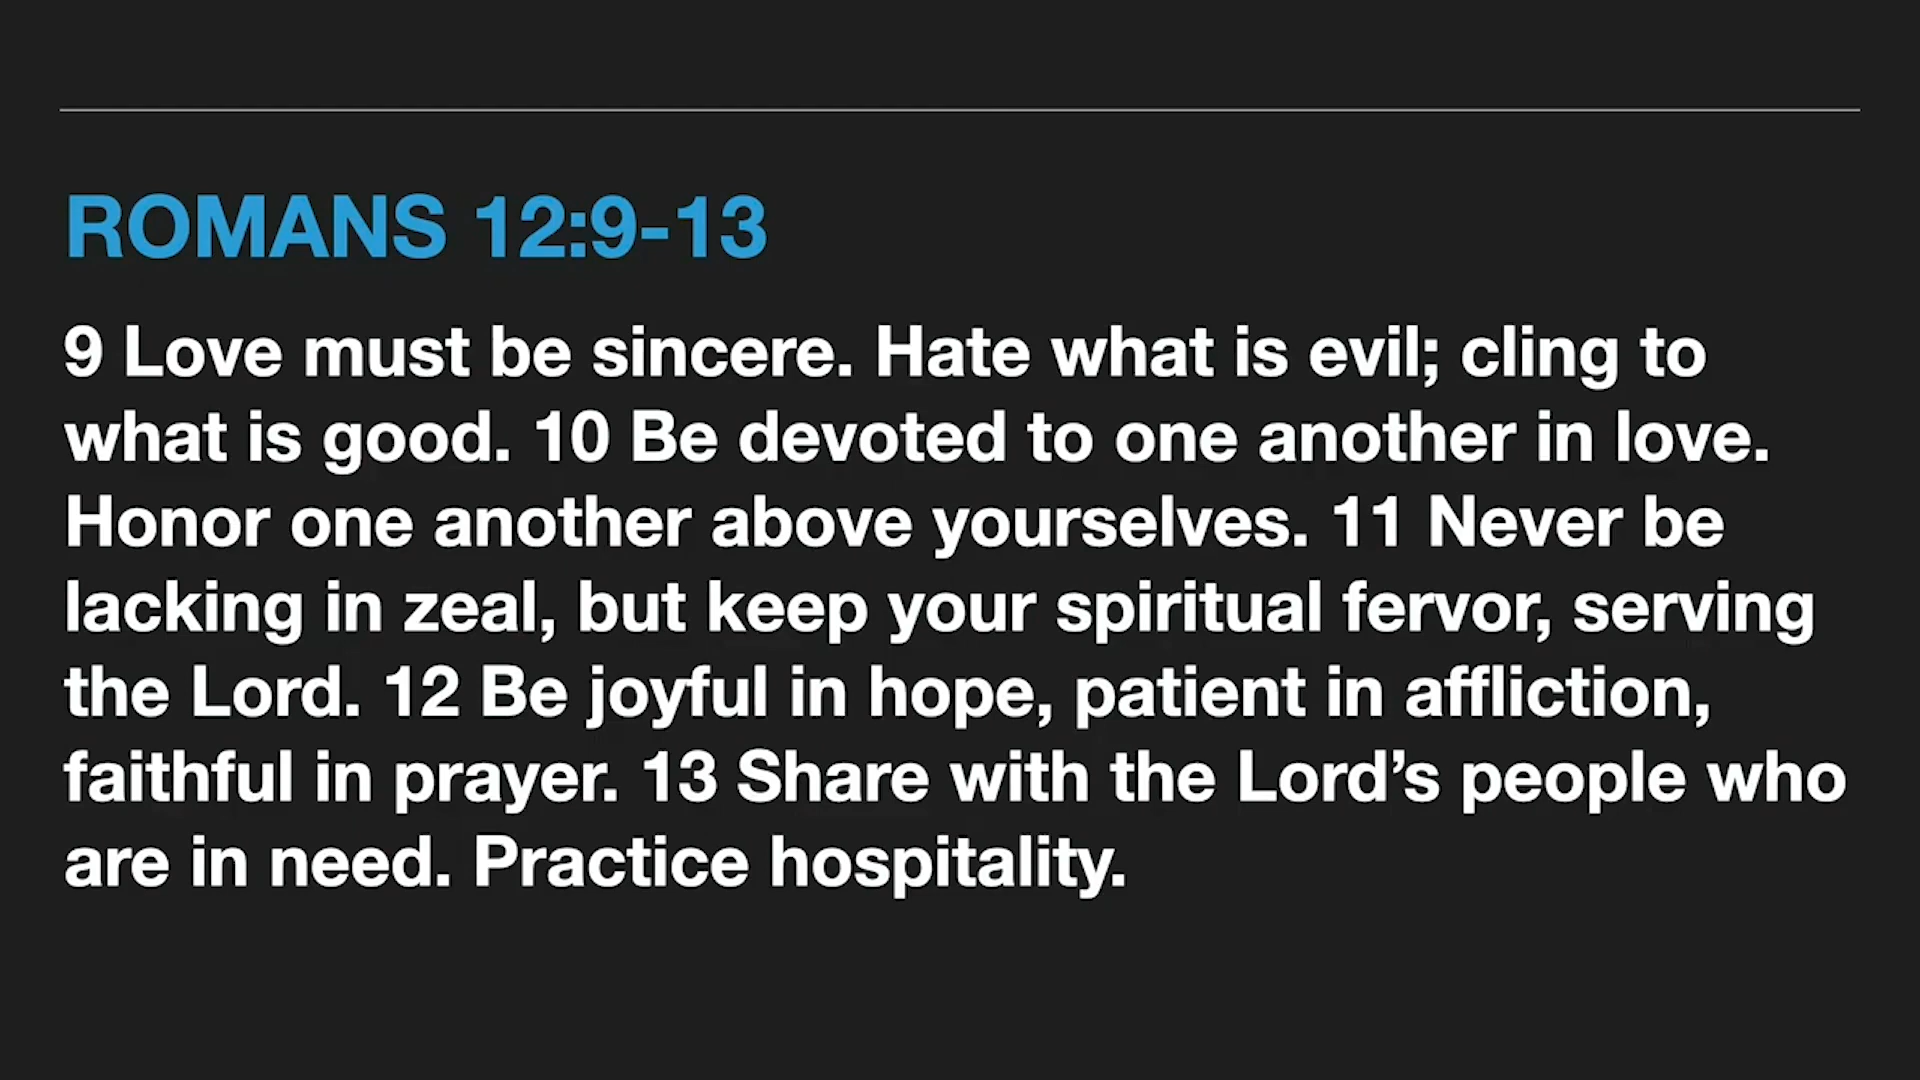 ROMANS 12:9-13
9 Love must be sincere. Hate what is evil; cling to
what is good. 10 Be devoted to one another in love.
Honor one another above yourselves. 11 Never be
lacking in zeal, but keep your spiritual fervor, serving
the Lord. 12 Be joyful in hope, patient in affliction,
faithful in prayer. 13 Share with the Lord’s people who
are in need. Practice hospitality.